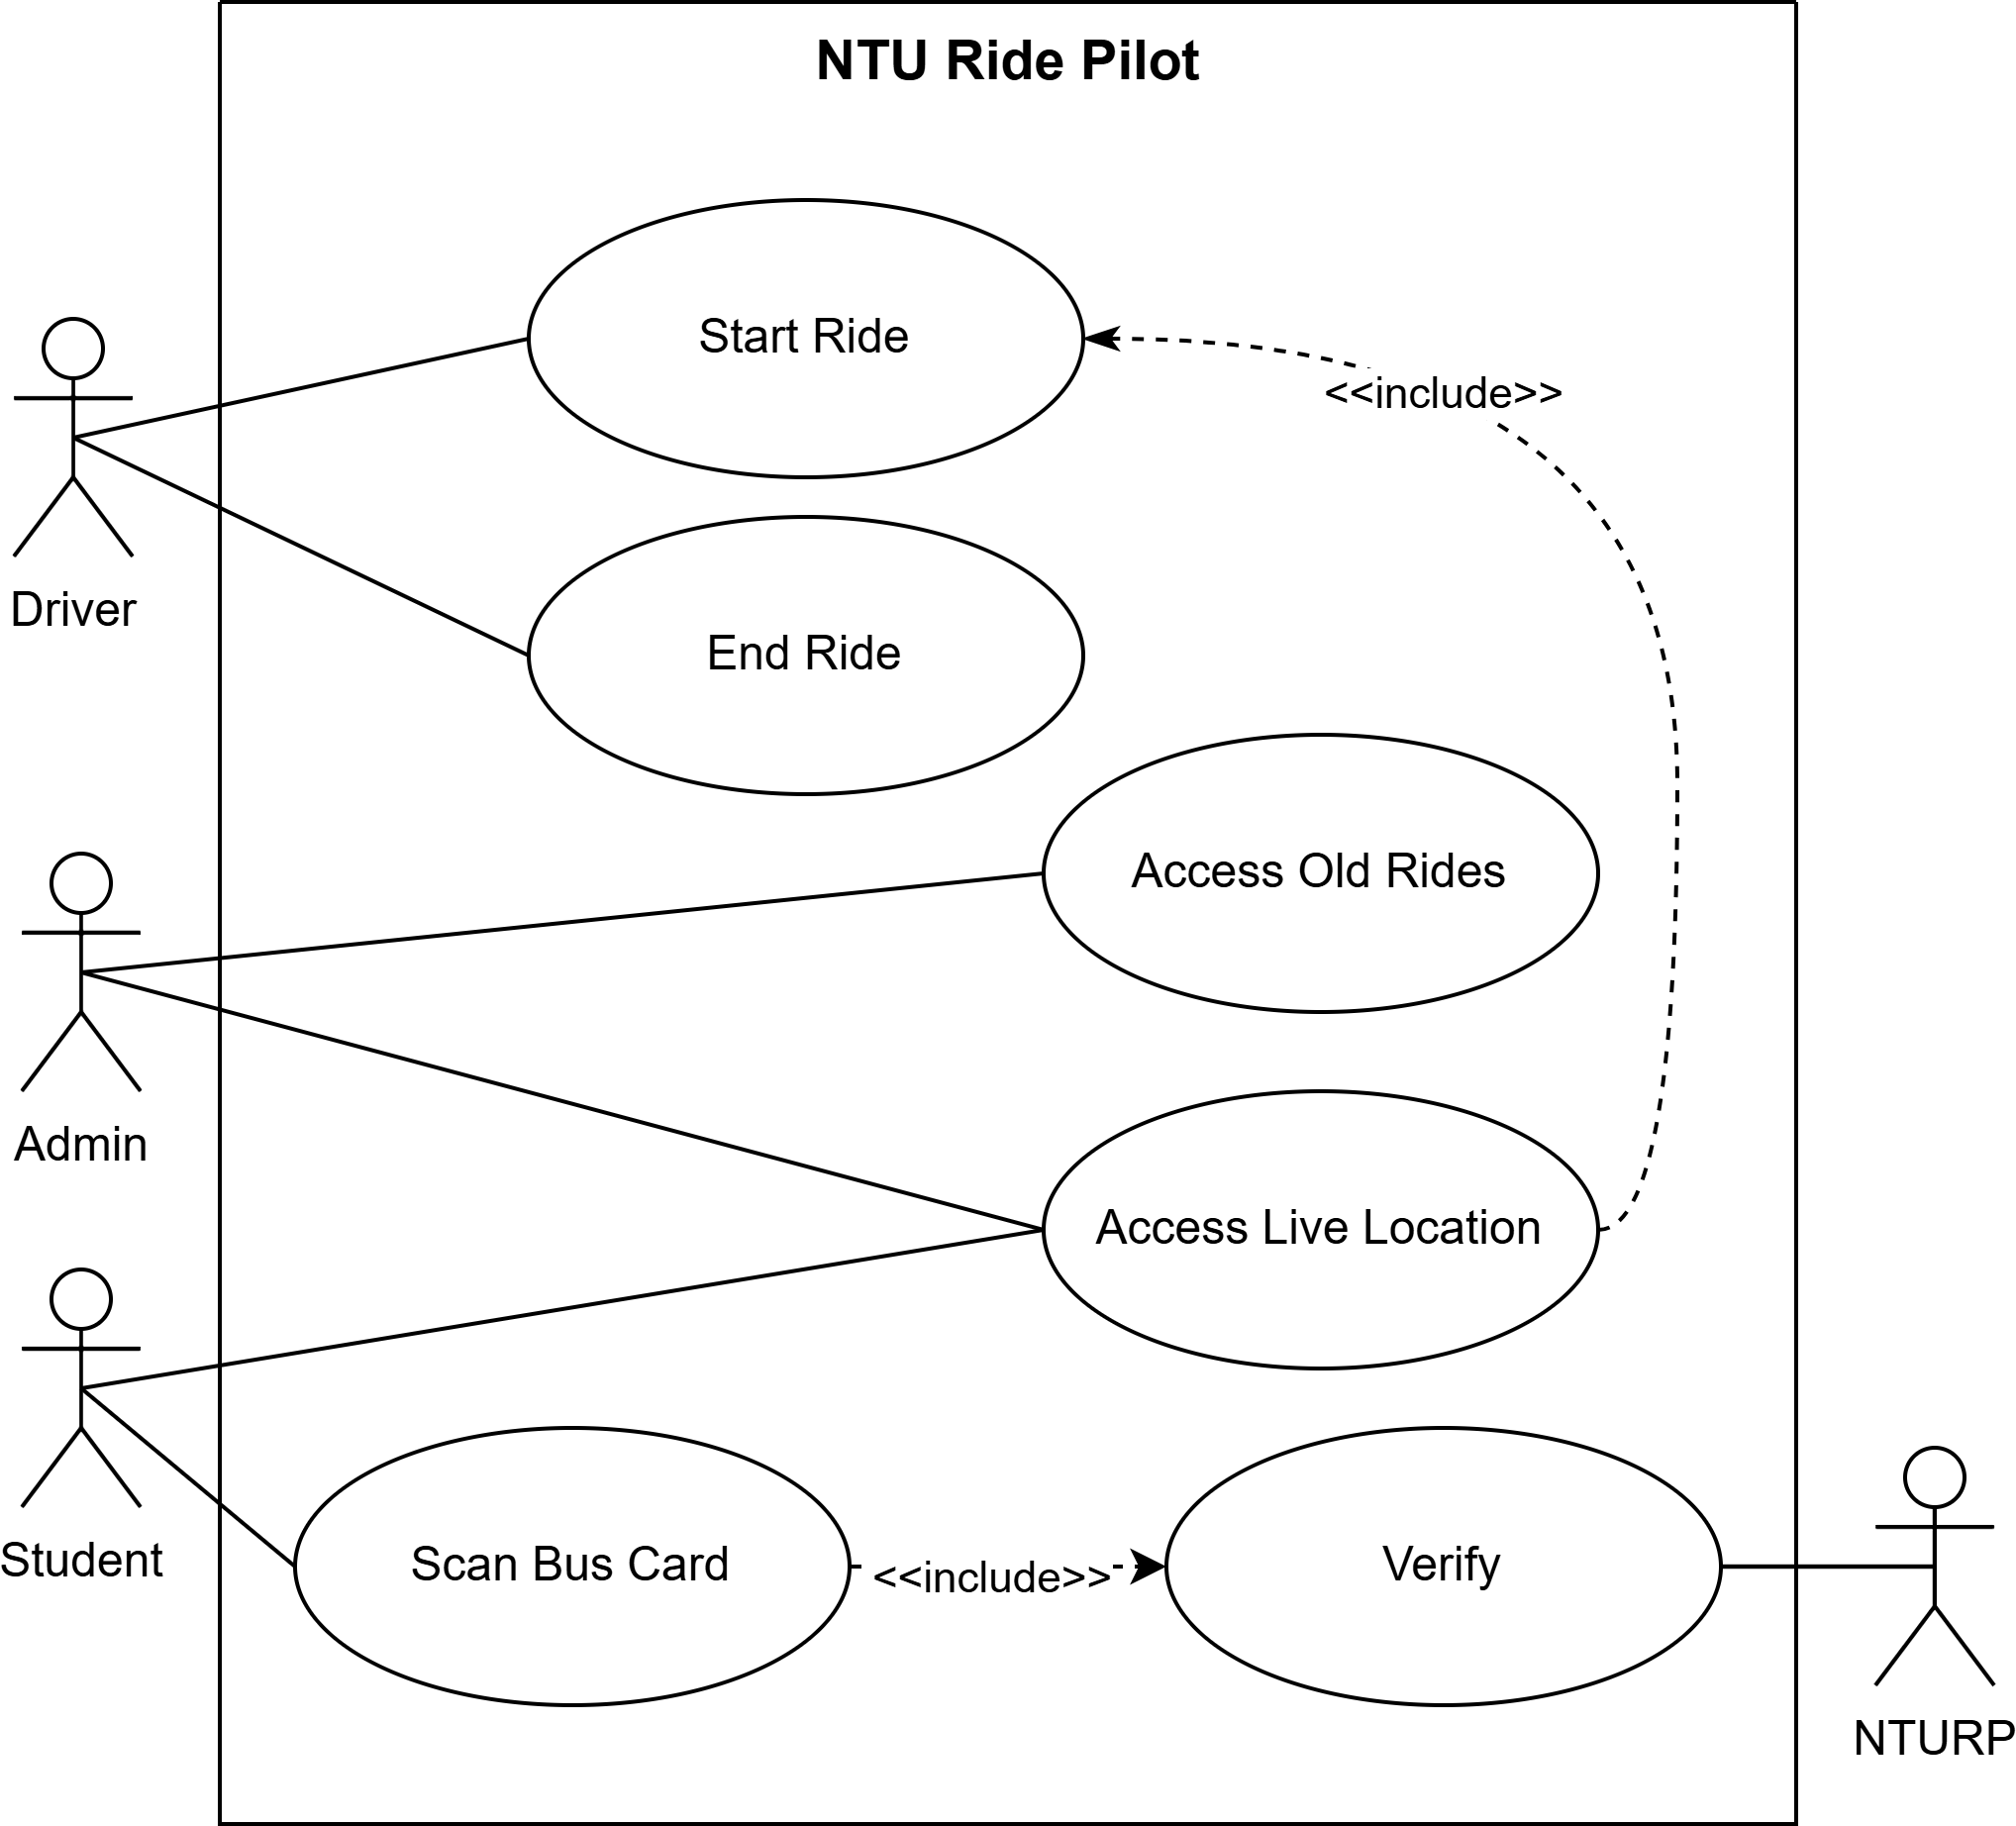 NTU Ride Pilot
Start Ride
<<include>>
Driver
End Ride
Access Old Rides
Admin
Access Live Location
Student
Scan Bus Card
<<include>>
Verify
NTURP